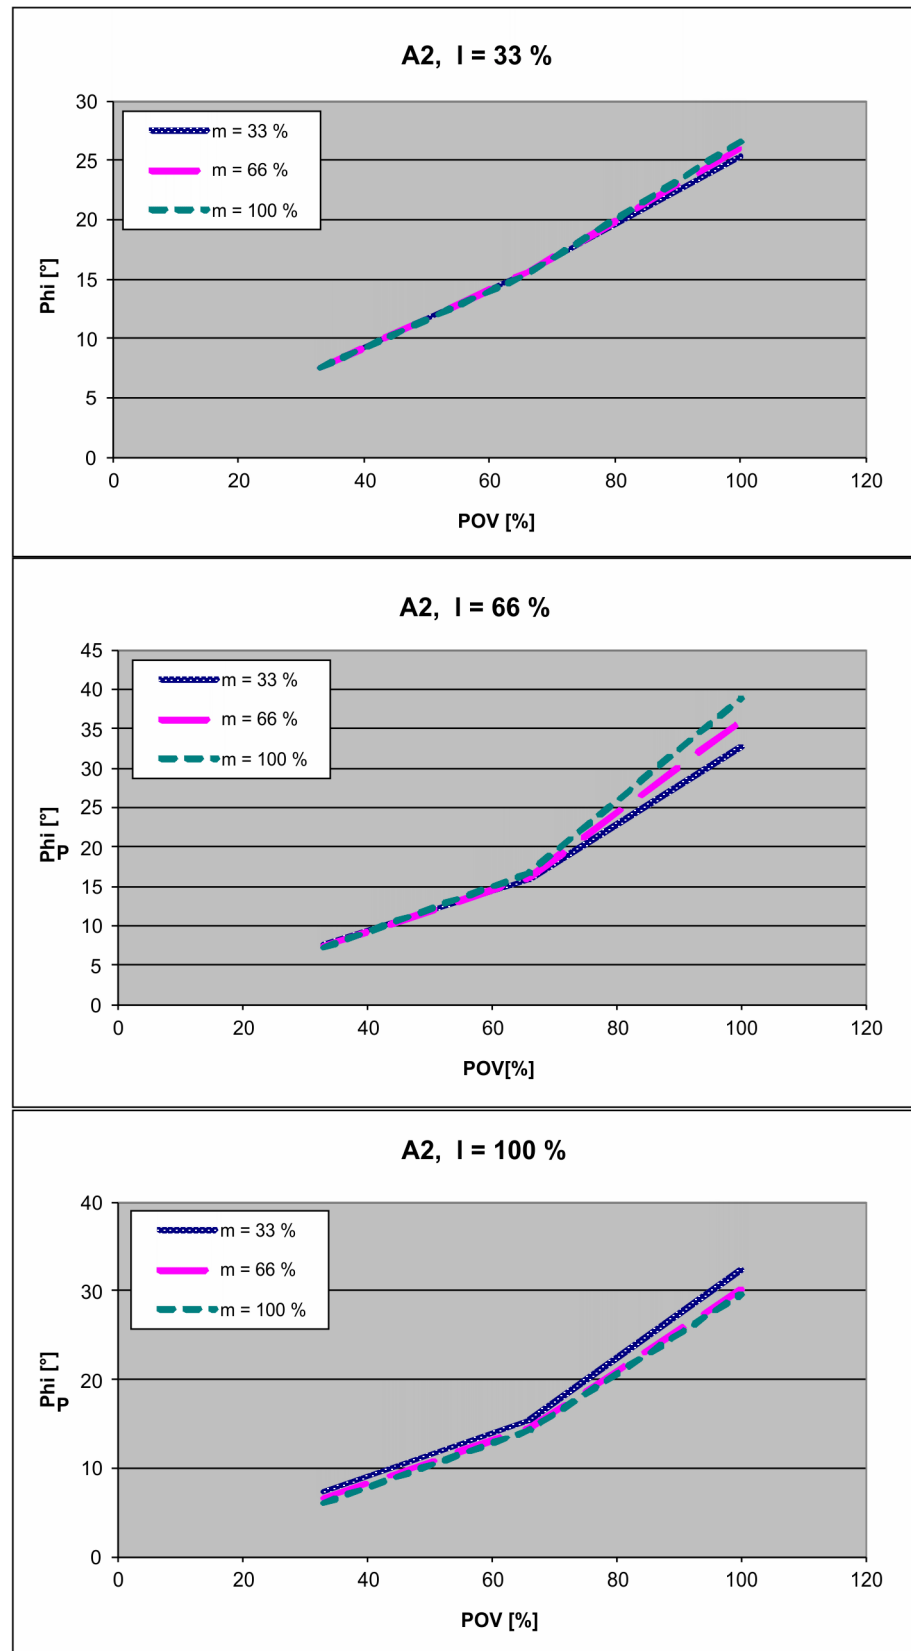 A2, I = 33 %
30
25
20
15
10
5
0
m = 33 %
m = 66 %
m = 100 %
Phi [°]
0 20 40 60 80 100 120
POV [%]
A2, I = 66 %
45
40
35
30
25
20
15
10
5
0
m = 33 %
m = 66 %
m = 100 %
Phi [°]
P
0 20 40 60 80 100 120
POV[%]
A2, I = 100 %
40
30
20
10
0
m = 33 %
m = 66 %
m = 100 %
Phi [°]
P
0 20 40 60 80 100 120
POV [%]